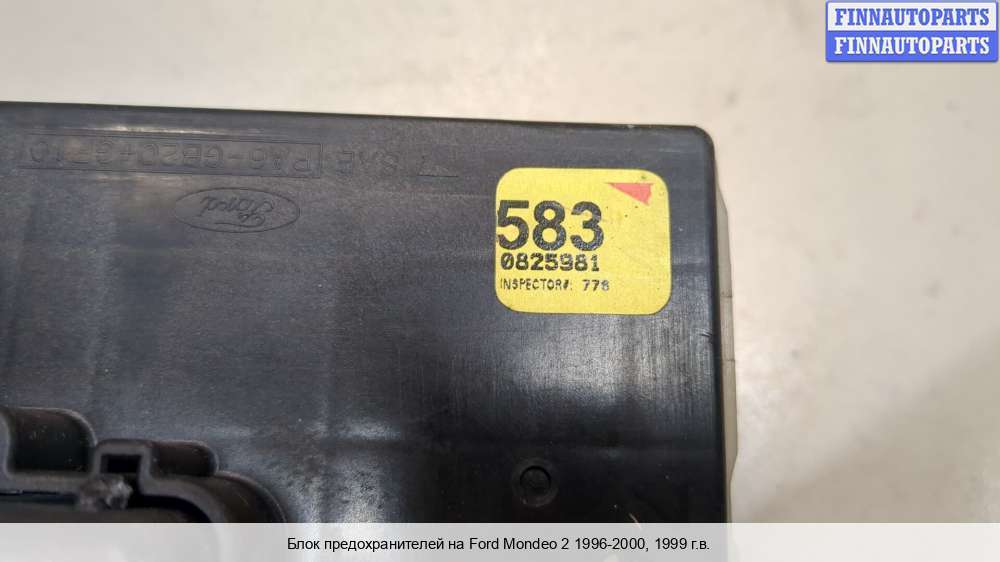 FINNAUTOPARTS
FINNAUTOPARTS
Ford
583
0825981
INSPECTOR#: 778
Блок предохранителей на Ford Mondeo 2 1996-2000, 1999 г.в.